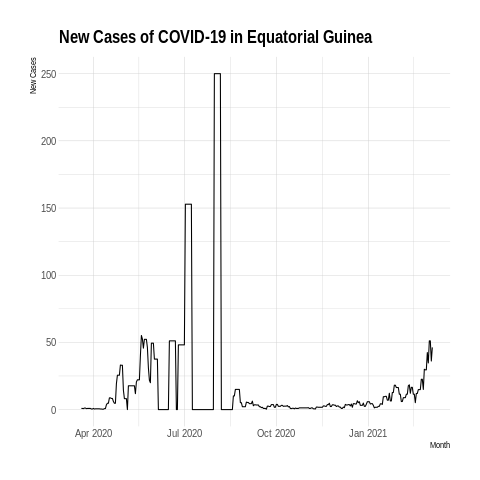 New Cases of COVID-19 in Equatorial Guinea
New Cases
250
200
150
100
50
0
Apr 2020
Jul 2020
Oct 2020
Jan 2021
Month